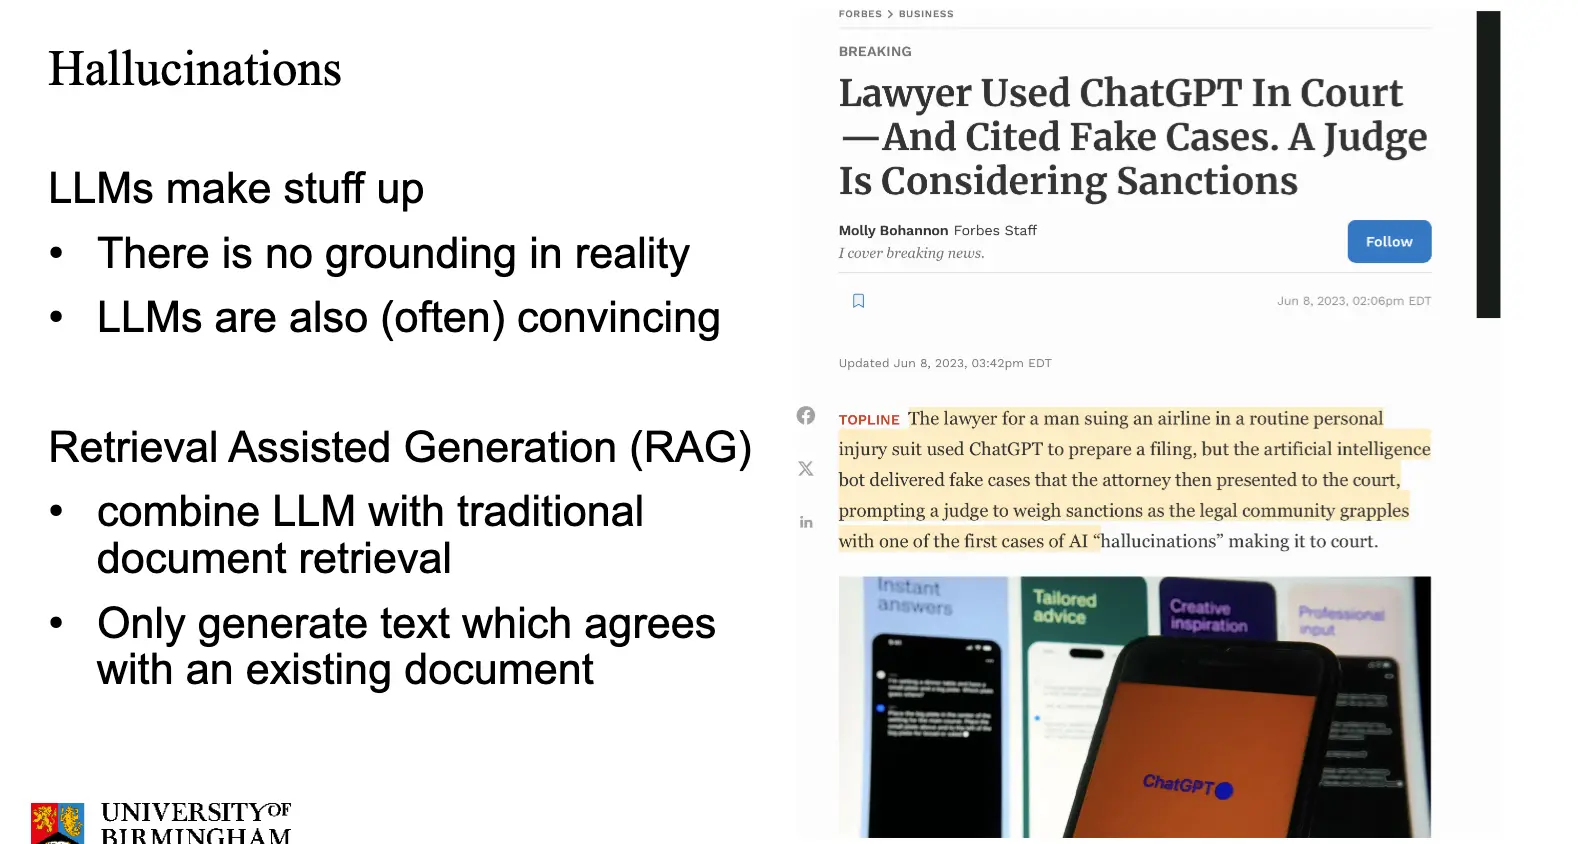 Hallucinations
LLMs make stuff up
• There is no grounding in reality
• LLMs are also (often) convincing
Retrieval Assisted Generation (RAG)
• combine LLM with traditional
document retrieval
• Only generate text which agrees
with an existing document
UNIVERSITY OF
BIRMINGHAM
FORBES > BUSINESS
BREAKING
Lawyer Used ChatGPT In Court
—And Cited Fake Cases. A Judge
Is Considering Sanctions
Molly Bohannon Forbes Staff
I cover breaking news.
Follow
Jun 8, 2023, 02:06pm EDT
Updated Jun 8, 2023, 03:42pm EDT
TOPLINE The lawyer for a man suing an airline in a routine personal
injury suit used ChatGPT to prepare a filing, but the artificial intelligence
bot delivered fake cases that the attorney then presented to the court,
prompting a judge to weigh sanctions as the legal community grapples
with one of the first cases of AI “hallucinations” making it to court.
Instant
answers
Tailored
advice
Creative
inspiration
Professional
input
ChatGPT